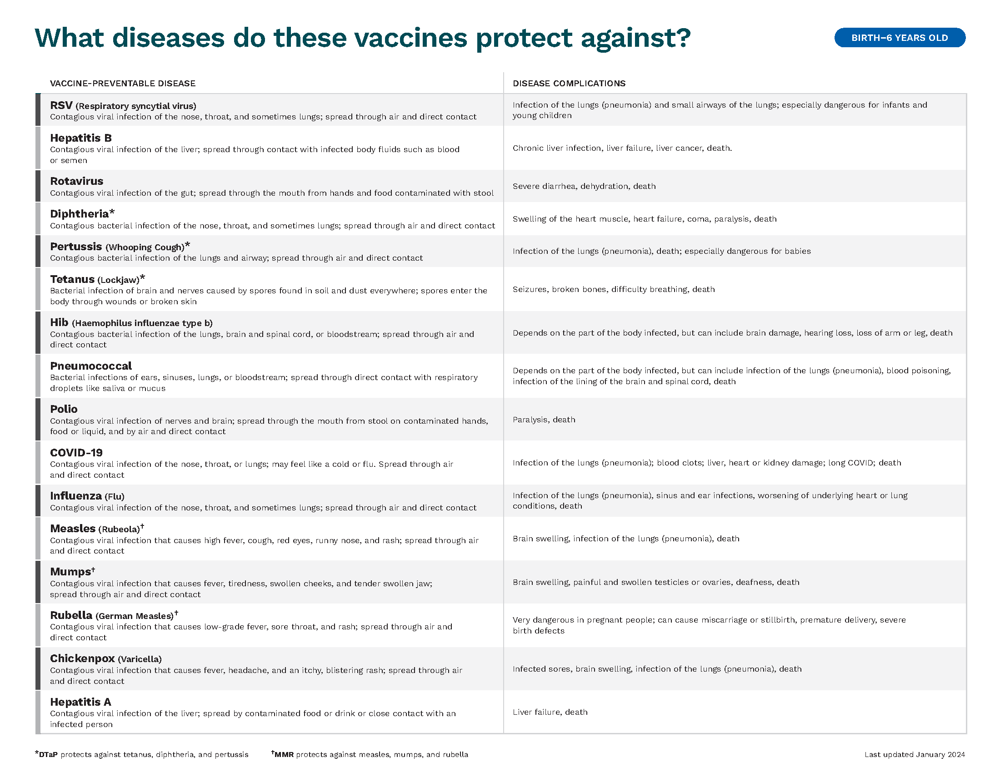 What diseases do these vaccines protect against?
BIRTH–6 YEARS OLD
VACCINE-PREVENTABLE DISEASE
DISEASE COMPLICATIONS
RSV (Respiratory syncytial virus)
Contagious viral infection of the nose, throat, and sometimes lungs; spread through air and direct contact
Infection of the lungs (pneumonia) and small airways of the lungs; especially dangerous for infants and
young children
Hepatitis B
Contagious viral infection of the liver; spread through contact with infected body fluids such as blood
or semen
Chronic liver infection, liver failure, liver cancer, death.
Rotavirus
Contagious viral infection of the gut; spread through the mouth from hands and food contaminated with stool
Severe diarrhea, dehydration, death
Diphtheria*
Contagious bacterial infection of the nose, throat, and sometimes lungs; spread through air and direct contact
Swelling of the heart muscle, heart failure, coma, paralysis, death
Pertussis (Whooping Cough)*
Contagious bacterial infection of the lungs and airway; spread through air and direct contact
Infection of the lungs (pneumonia), death; especially dangerous for babies
Tetanus (Lockjaw)*
Bacterial infection of brain and nerves caused by spores found in soil and dust everywhere; spores enter the
body through wounds or broken skin
Seizures, broken bones, difficulty breathing, death
Hib (Haemophilus influenzae type b)
Contagious bacterial infection of the lungs, brain and spinal cord, or bloodstream; spread through air and
direct contact
Depends on the part of the body infected, but can include brain damage, hearing loss, loss of arm or leg, death
Pneumococcal
Bacterial infections of ears, sinuses, lungs, or bloodstream; spread through direct contact with respiratory
droplets like saliva or mucus
Depends on the part of the body infected, but can include infection of the lungs (pneumonia), blood poisoning,
infection of the lining of the brain and spinal cord, death
Polio
Contagious viral infection of nerves and brain; spread through the mouth from stool on contaminated hands,
food or liquid, and by air and direct contact
Paralysis, death
COVID-19
Contagious viral infection of the nose, throat, or lungs; may feel like a cold or flu. Spread through air
and direct contact
Infection of the lungs (pneumonia); blood clots; liver, heart or kidney damage; long COVID; death
Influenza (Flu)
Contagious viral infection of the nose, throat, and sometimes lungs; spread through air and direct contact
Infection of the lungs (pneumonia), sinus and ear infections, worsening of underlying heart or lung
conditions, death
Measles (Rubeola)†
Contagious viral infection that causes high fever, cough, red eyes, runny nose, and rash; spread through air
and direct contact
Brain swelling, infection of the lungs (pneumonia), death
Mumps†
Contagious viral infection that causes fever, tiredness, swollen cheeks, and tender swollen jaw;
spread through air and direct contact
Brain swelling, painful and swollen testicles or ovaries, deafness, death
Rubella (German Measles)†
Contagious viral infection that causes low-grade fever, sore throat, and rash; spread through air and
direct contact
Very dangerous in pregnant people; can cause miscarriage or stillbirth, premature delivery, severe
birth defects
Chickenpox (Varicella)
Contagious viral infection that causes fever, headache, and an itchy, blistering rash; spread through air
and direct contact
Infected sores, brain swelling, infection of the lungs (pneumonia), death
Hepatitis A
Contagious viral infection of the liver; spread by contaminated food or drink or close contact with an
infected person
Liver failure, death
*DTaP protects against tetanus, diphtheria, and pertussis
†MMR protects against measles, mumps, and rubella
Last updated January 2024